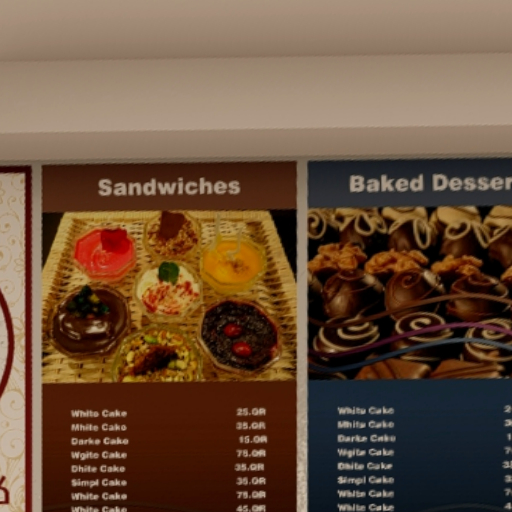 Sandwiches
White Cake 25.QR
Mhite Cake 35.QR
Darke Cake 15.QR
Wgite Cake 75.QR
Dhite Cake 35.QR
Simpl Cake 35.QR
White Cake 75.QR
White Cake 45.QR
Baked Desser
White Cake 2
Mhite Cake 3
Darke Cake 1
Wgite Cake 7
Dhite Cake 3
Simpl Cake 3
White Cake 7
White Cake 4